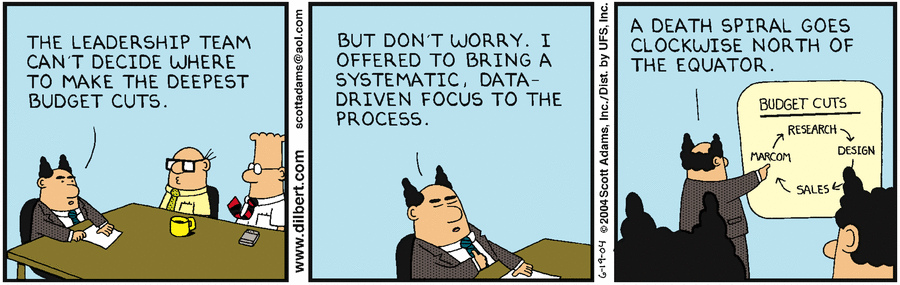 THE LEADERSHIP TEAM
CAN'T DECIDE WHERE
TO MAKE THE DEEPEST
BUDGET CUTS.
www.dilbert.com
scottadams@aol.com
BUT DON'T WORRY. I
OFFERED TO BRING A
SYSTEMATIC, DATA-
DRIVEN FOCUS TO THE
PROCESS.
6-19-04 ©2004 Scott Adams, Inc./Dist. by UFS, Inc.
A DEATH SPIRAL GOES
CLOCKWISE NORTH OF
THE EQUATOR.
BUDGET CUTS
RESEARCH
MARCOM
DESIGN
SALES